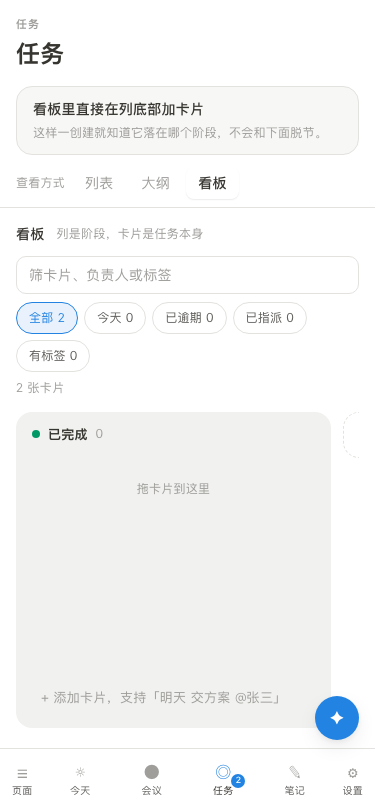 任务
任务
看板里直接在列底部加卡片
这样一创建就知道它落在哪个阶段，不会和下面脱节。
查看方式 列表 大纲 看板
看板 列是阶段，卡片是任务本身
筛卡片、负责人或标签
全部 2 今天 0 已逾期 0 已指派 0
有标签 0
2 张卡片
已完成 0
拖卡片到这里
+ 添加卡片，支持「明天 交方案 @张三」
2
页面 今天 会议 任务 笔记 设置